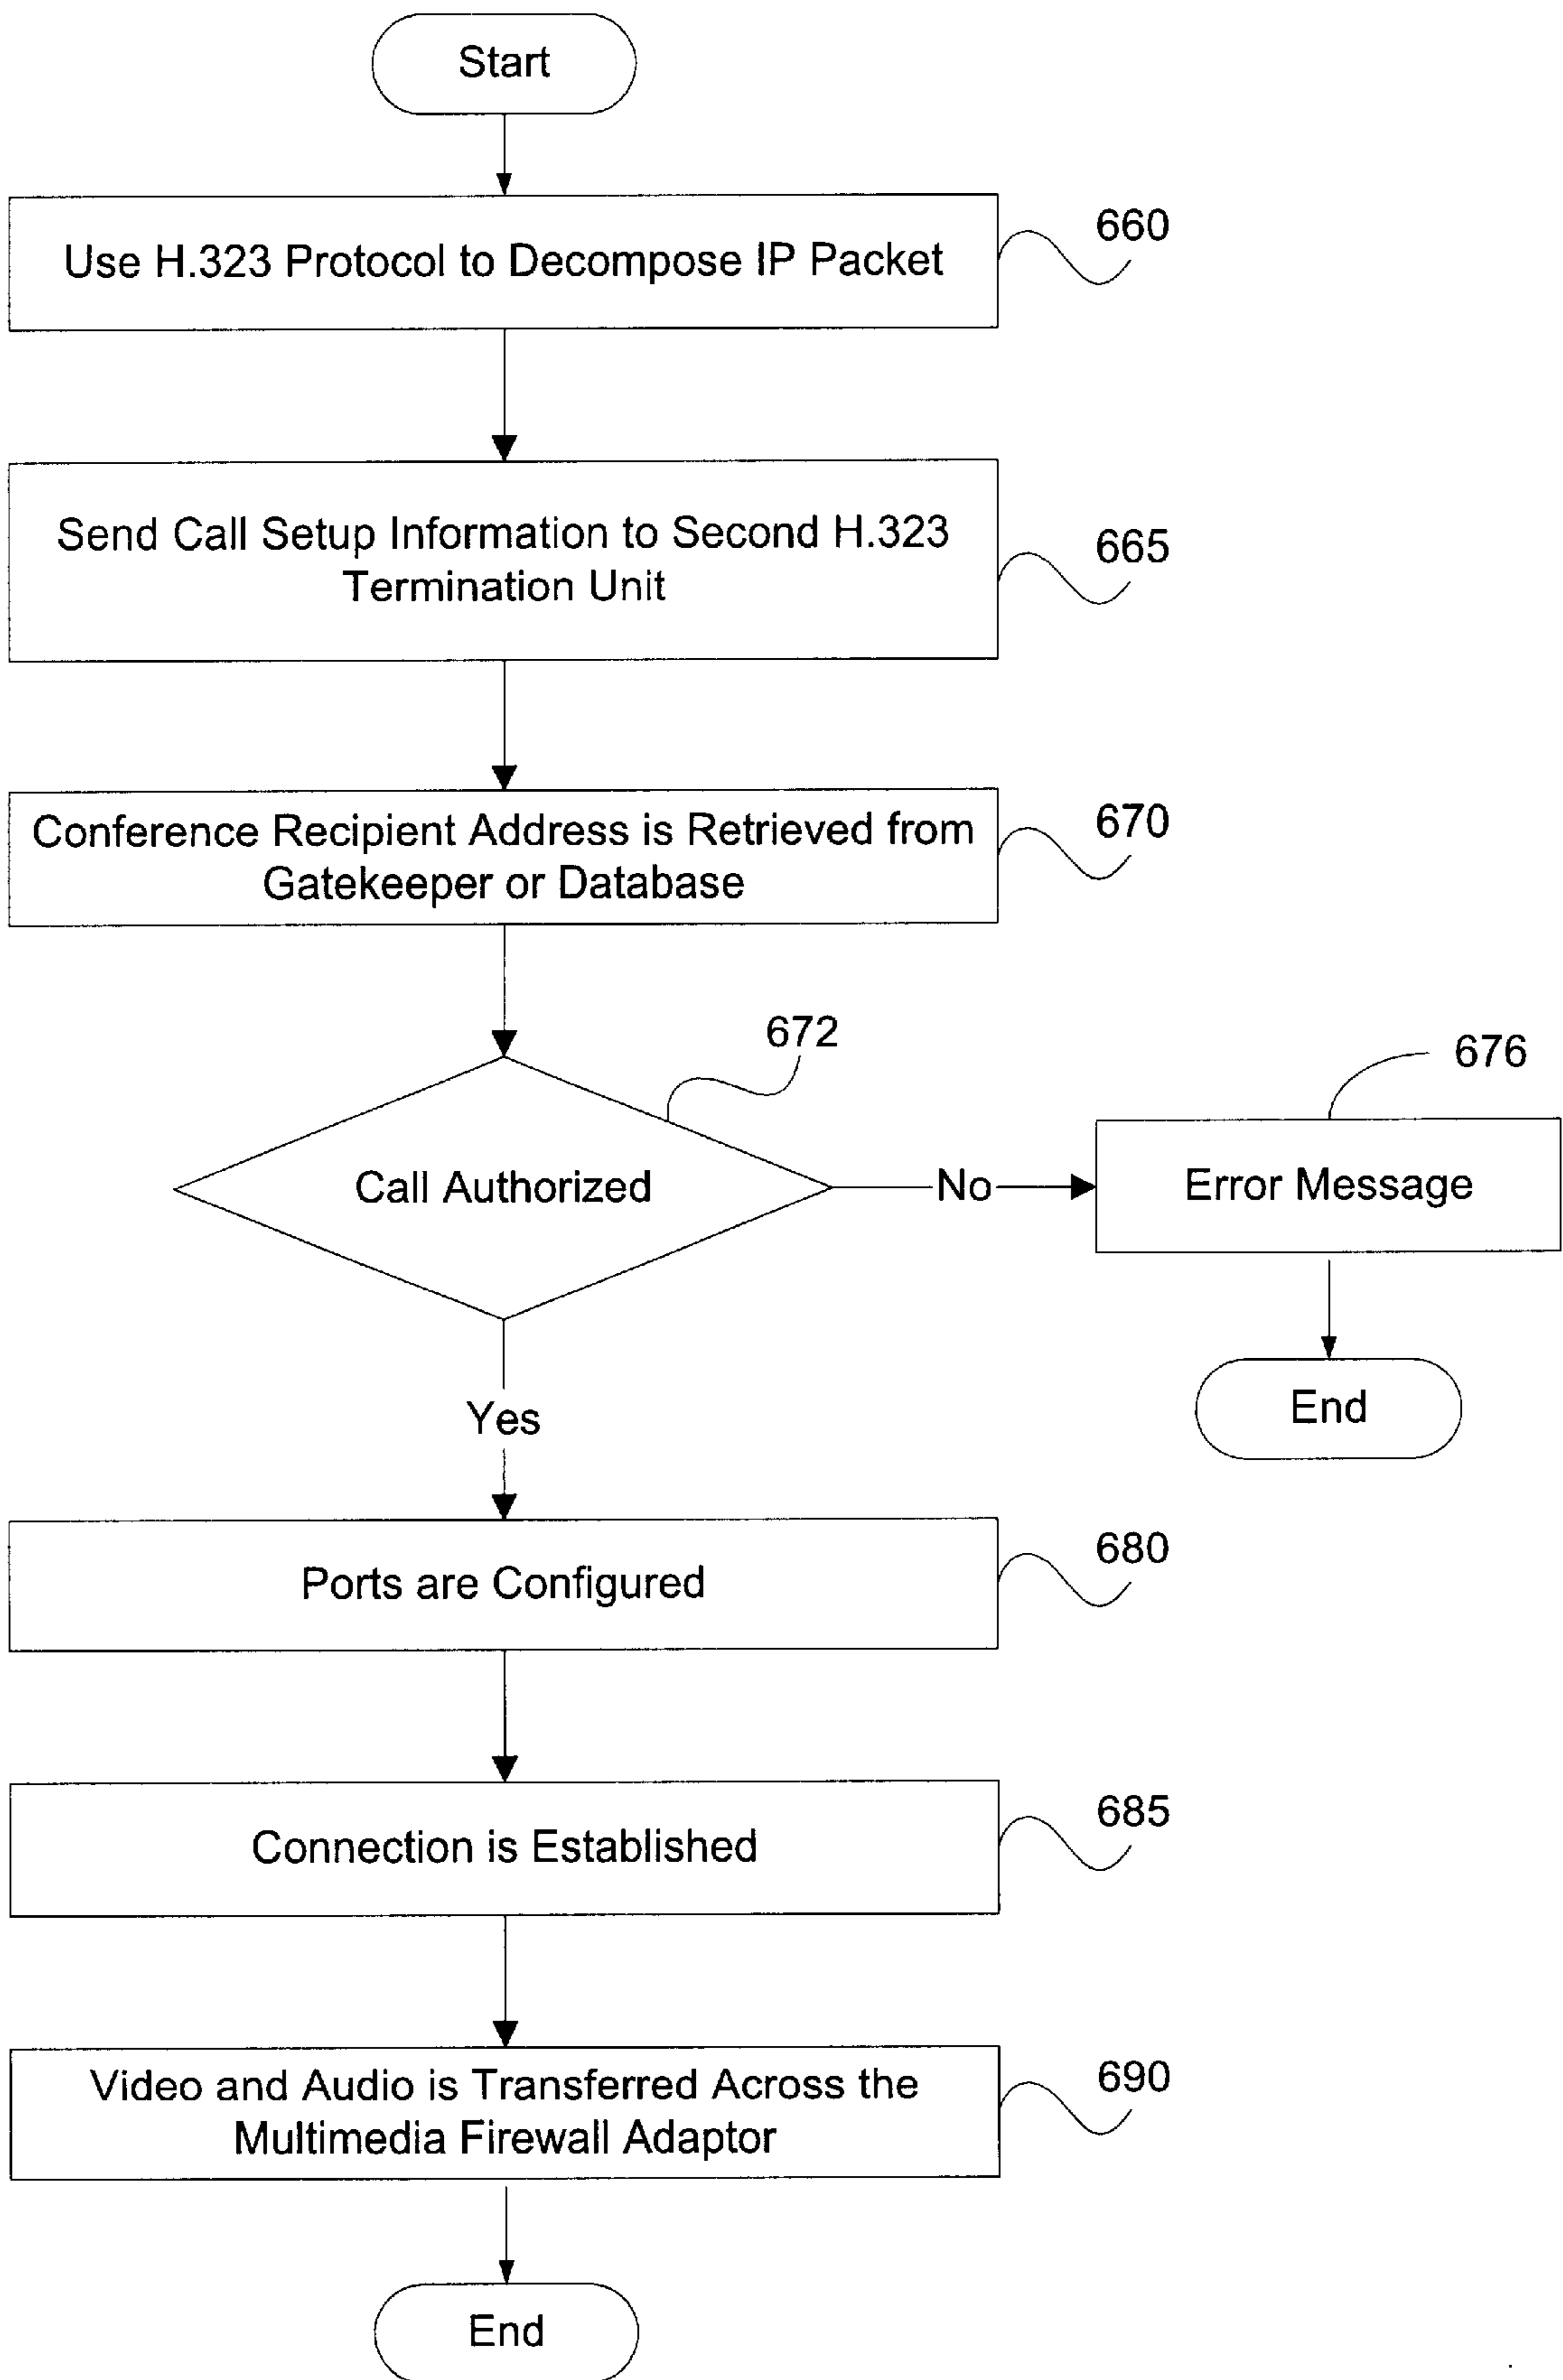 Start
Use H.323 Protocol to Decompose IP Packet
660
Send Call Setup Information to Second H.323
Termination Unit
665
Conference Recipient Address is Retrieved from
Gatekeeper or Database
670
672
676
Call Authorized
No
Error Message
End
Yes
Ports are Configured
680
Connection is Established
685
Video and Audio is Transferred Across the
Multimedia Firewall Adaptor
690
End